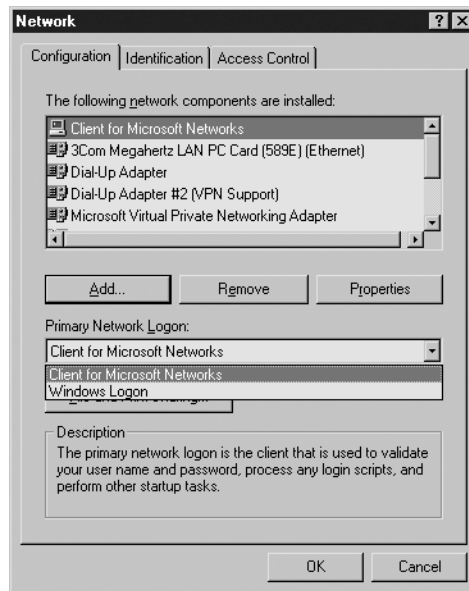 Network
Configuration Identification Access Control
The following network components are installed:
Client for Microsoft Networks
3Com Megahertz LAN PC Card (589E) (Ethernet)
Dial-Up Adapter
Dial-Up Adapter #2 (VPN Support)
Microsoft Virtual Private Networking Adapter
Add... Remove Properties
Primary Network Logon:
Client for Microsoft Networks
Client for Microsoft Networks
Windows Logon
Description
The primary network logon is the client that is used to validate
your user name and password, process any login scripts, and
perform other startup tasks.
OK Cancel